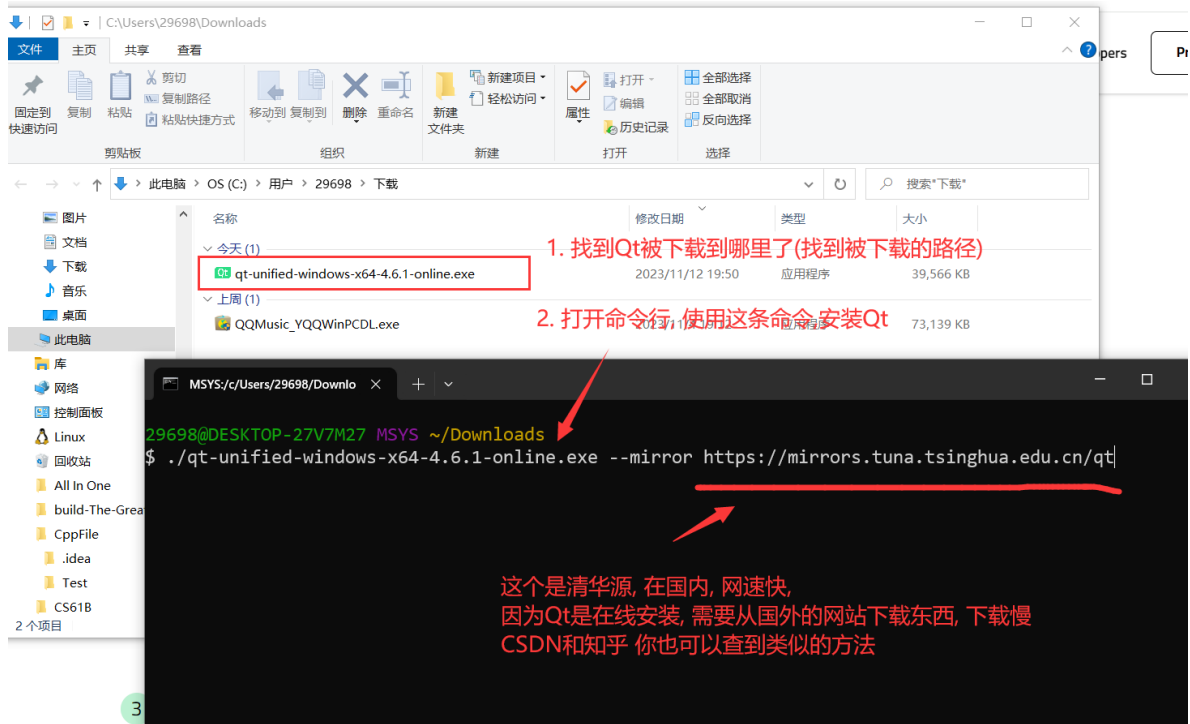 C:\Users\29698\Downloads
文件 主页 共享 查看
pers
Pr
固定到
快速访问
复制
粘贴
剪切
复制路径
粘贴快捷方式
移动到 复制到 删除 重命名
新建
文件夹
新建项目
轻松访问
属性
打开
编辑
历史记录
全部选择
全部取消
反向选择
剪贴板 组织 新建 打开 选择
此电脑 > OS (C:) > 用户 > 29698 > 下载
搜索"下载"
名称 修改日期 类型 大小
今天 (1)
1. 找到Qt被下载到哪里了(找到被下载的路径)
qt-unified-windows-x64-4.6.1-online.exe 2023/11/12 19:50 应用程序 39,566 KB
上周 (1)
2. 打开命令行, 使用这条命令,安装Qt
QQMusic_YQQWinPCDL.exe 应用程序 73,139 KB
图片
文档
下载
音乐
桌面
此电脑
库
网络
控制面板
Linux
回收站
All In One
build-The-Grea
CppFile
.idea
Test
CS61B
2 个项目
MSYS:/c/Users/29698/Downlo
29698@DESKTOP-27V7M27 MSYS ~/Downloads
$ ./qt-unified-windows-x64-4.6.1-online.exe --mirror https://mirrors.tuna.tsinghua.edu.cn/qt
这个是清华源, 在国内, 网速快,
因为Qt是在线安装, 需要从国外的网站下载东西, 下载慢
CSDN和知乎 你也可以查到类似的方法
3